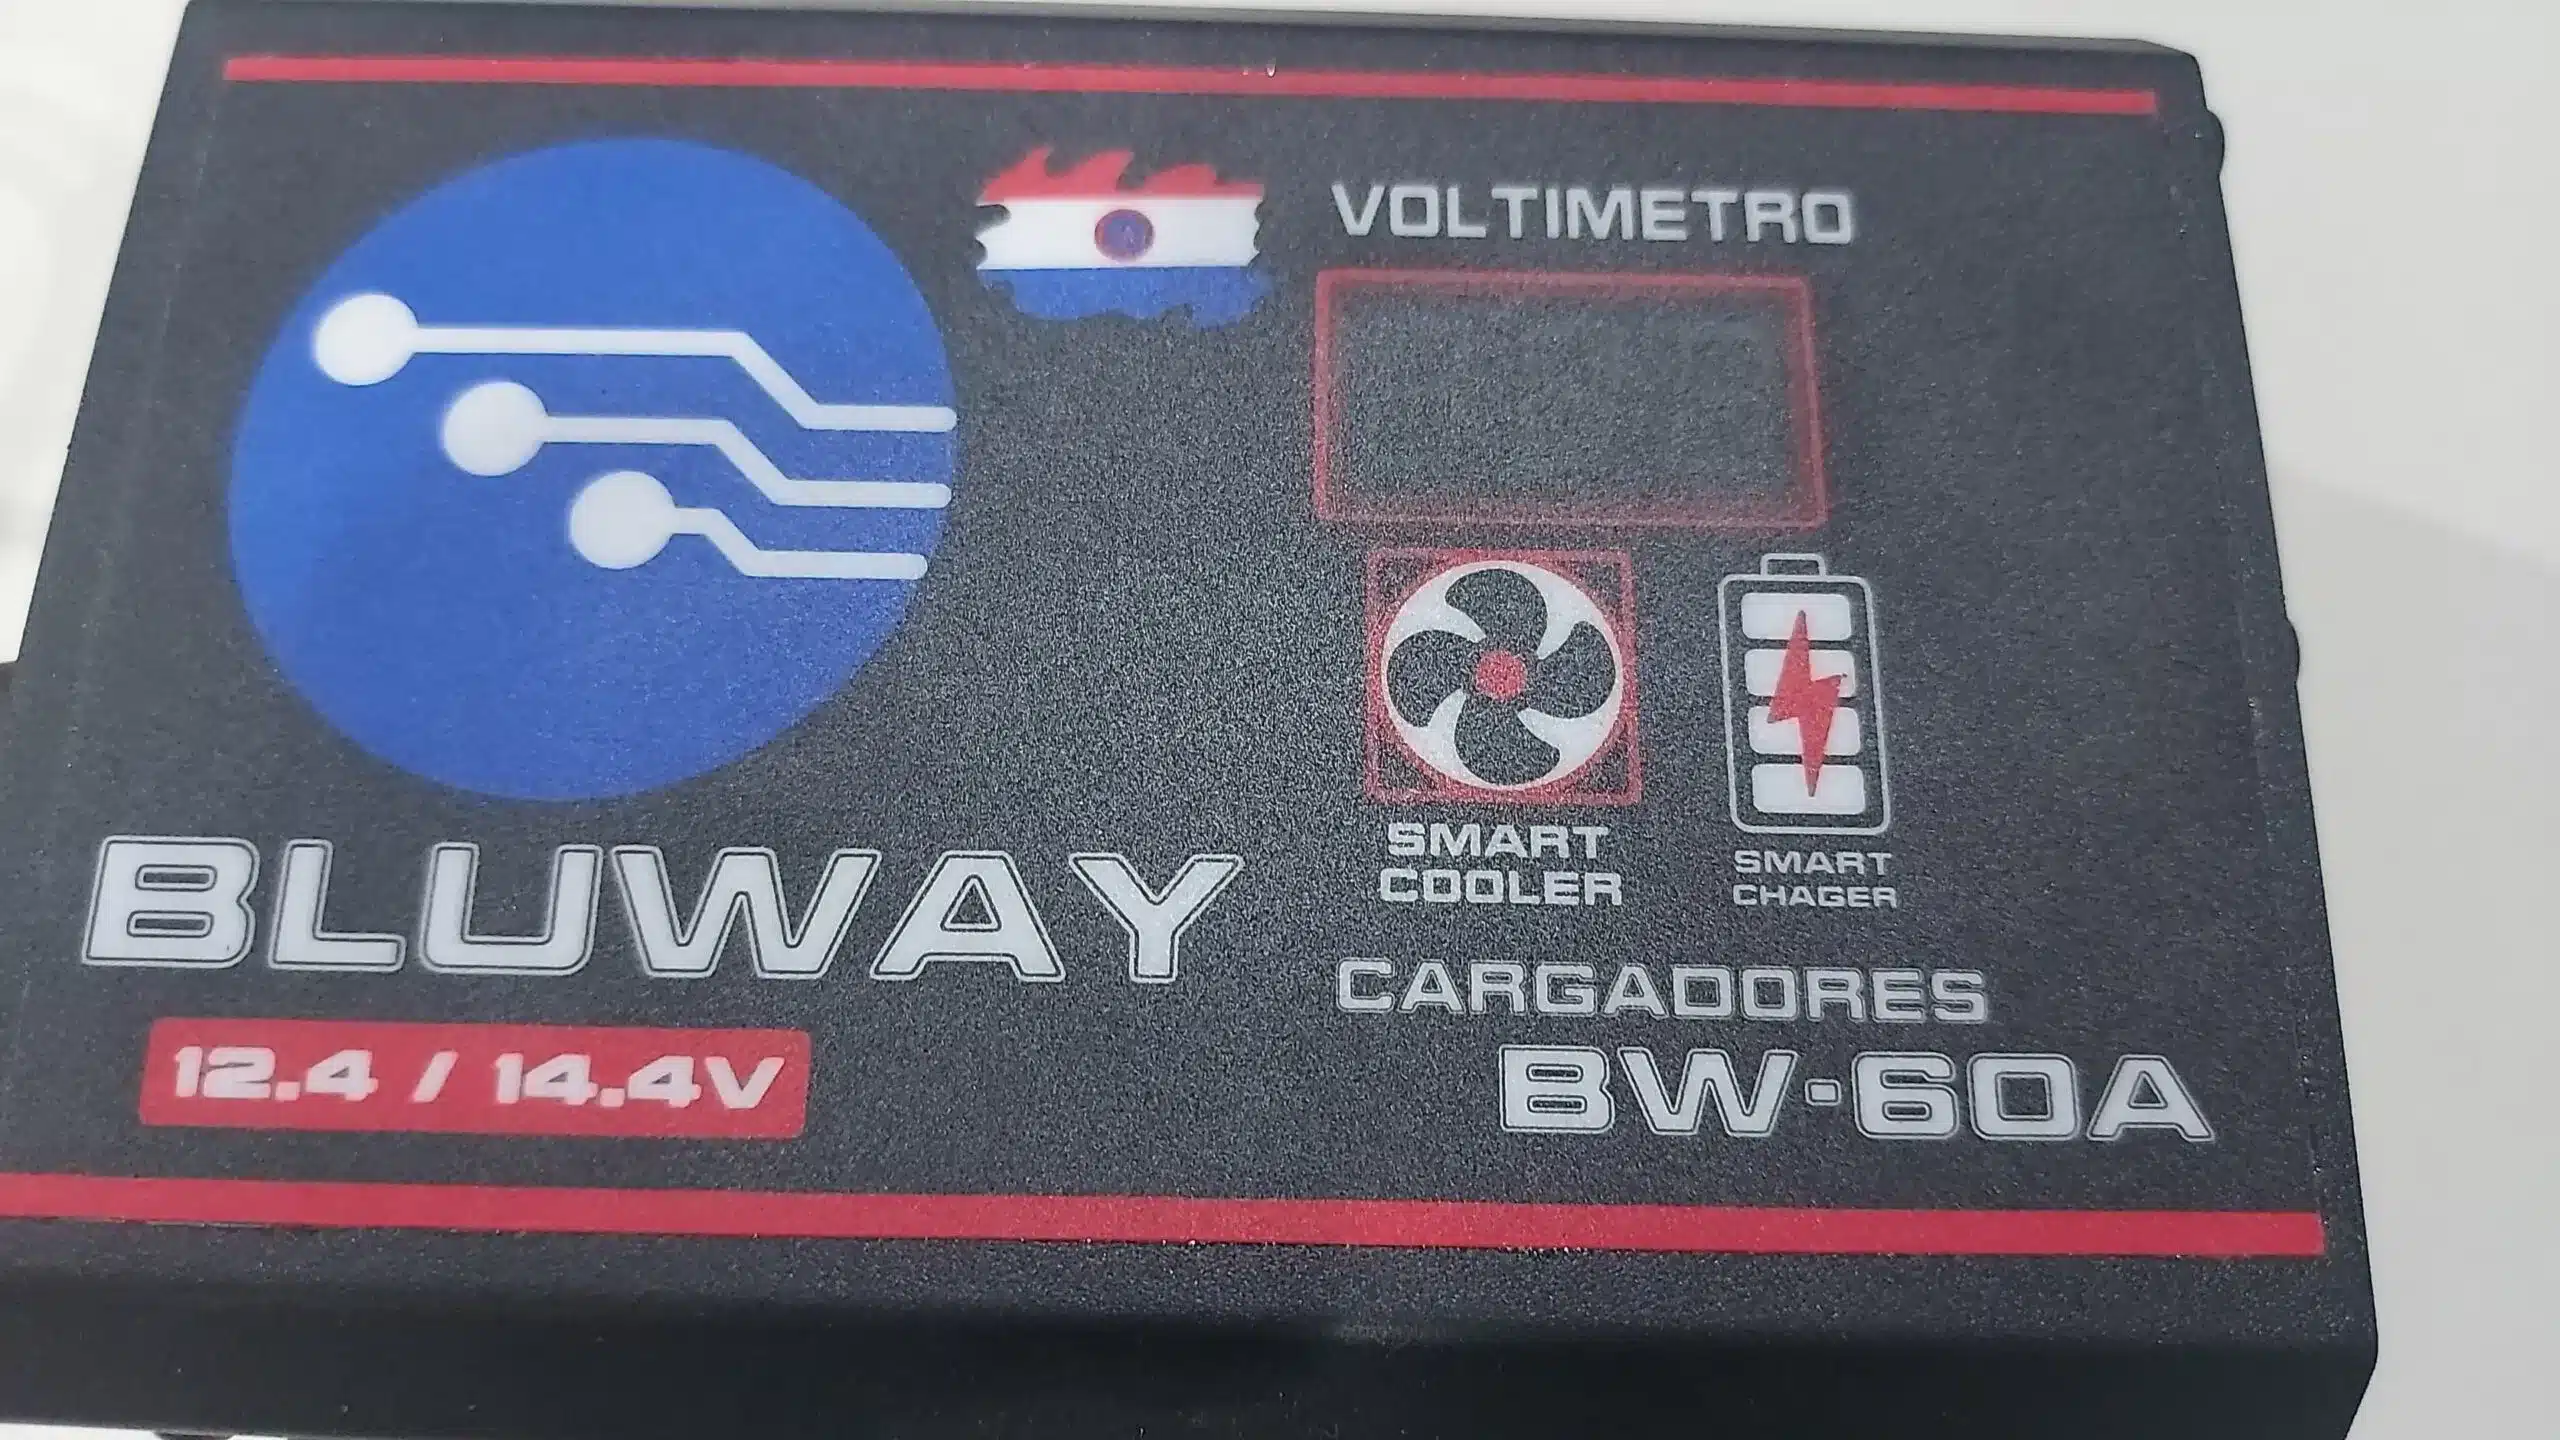 VOLTIMETRO
SMART
COOLER
SMART
CHAGER
BLUWAY
CARGADORES
12.4 / 14.4V
BW-60A